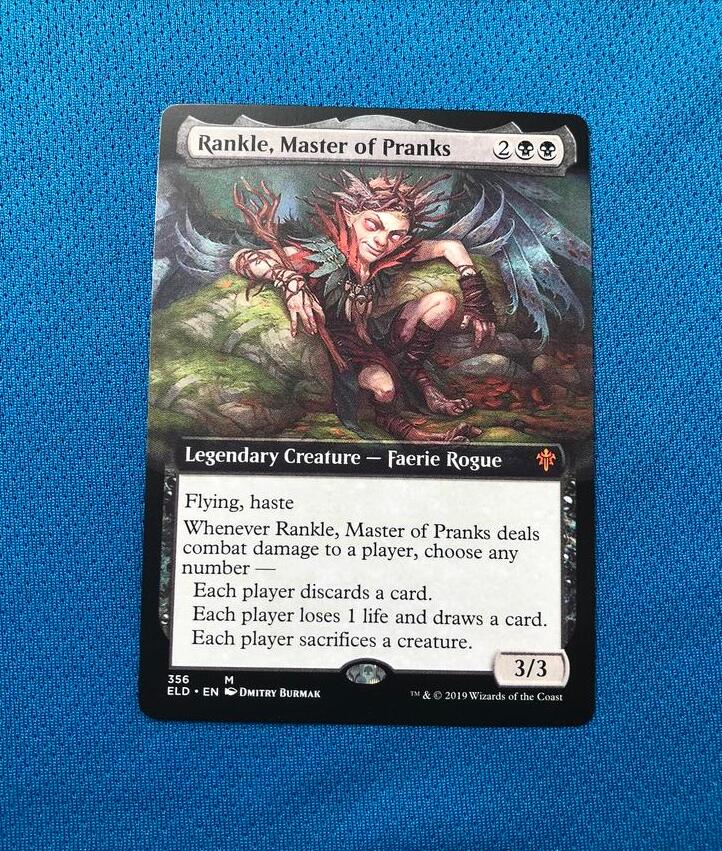 Rankle, Master of Pranks 2
Legendary Creature — Faerie Rogue
Flying, haste
Whenever Rankle, Master of Pranks deals
combat damage to a player, choose any
number —
Each player discards a card.
Each player loses 1 life and draws a card.
Each player sacrifices a creature.
3/3
356 M
ELD • EN Dmitry Burmak
™ & © 2019 Wizards of the Coast